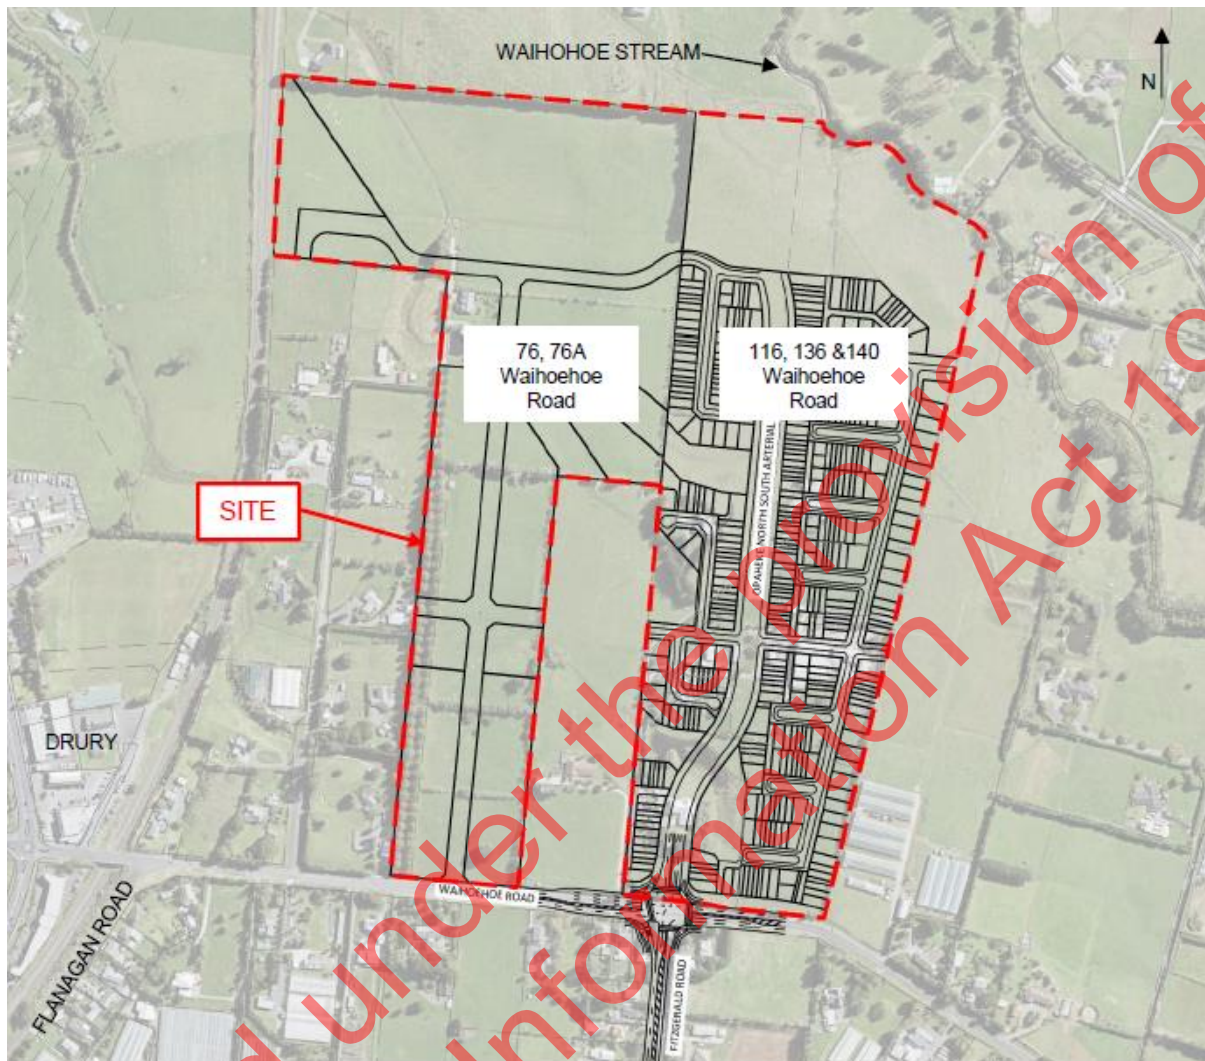 WAIHOHOE STREAM
N
76, 76A
Waihoehoe
Road
116, 136 &140
Waihoehoe
Road
SITE
OPAHEKE NORTH SOUTH ARTERIAL
DRURY
WAIHOEHOE ROAD
FLANAGAN ROAD
FITZGERALD ROAD
d under the provision of
Information Act 19